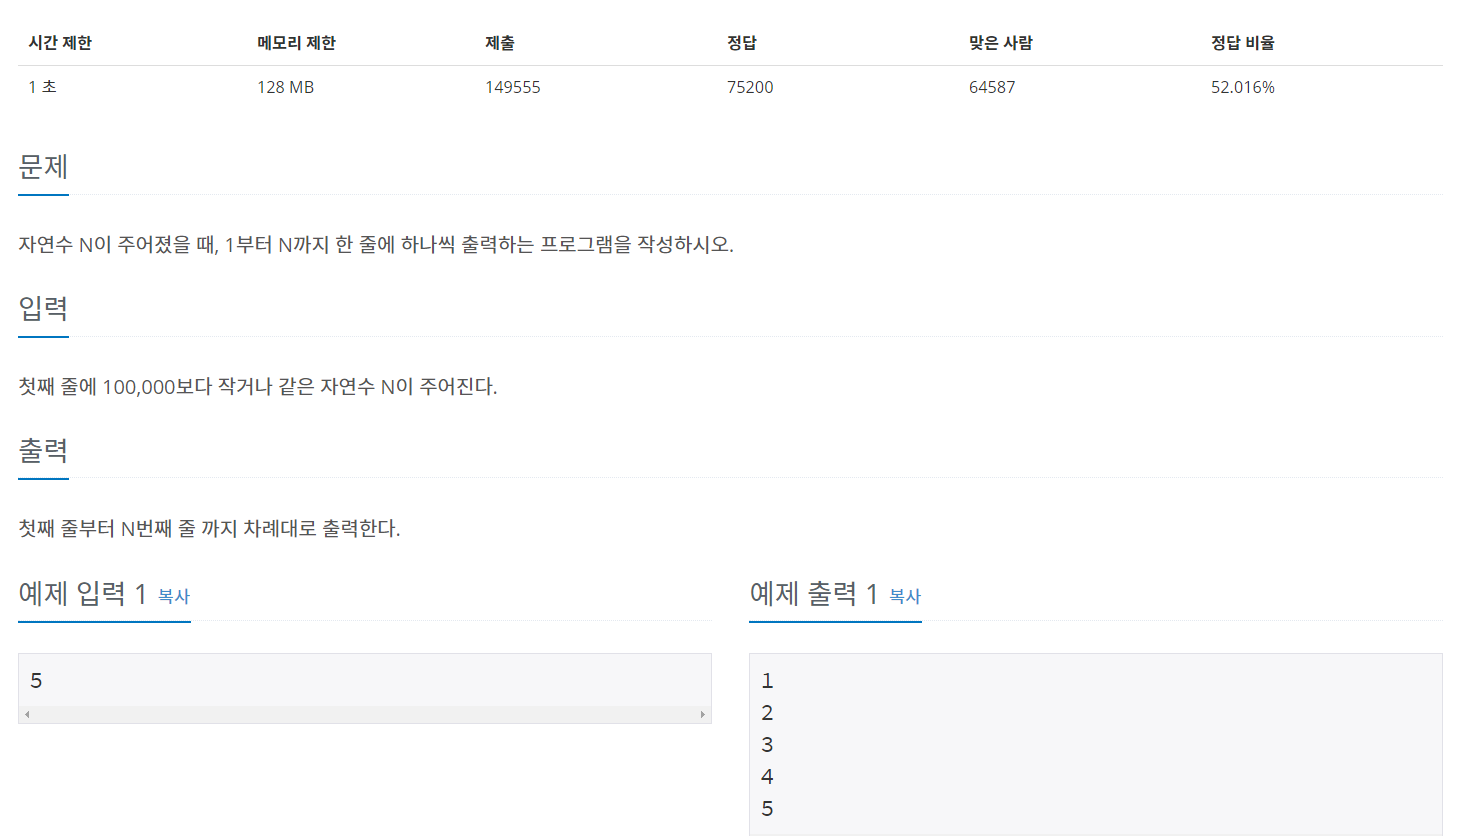 시간 제한 메모리 제한 제출 정답 맞은 사람 정답 비율
1 초 128 MB 149555 75200 64587 52.016%
문제
자연수 N이 주어졌을 때, 1부터 N까지 한 줄에 하나씩 출력하는 프로그램을 작성하시오.
입력
첫째 줄에 100,000보다 작거나 같은 자연수 N이 주어진다.
출력
첫째 줄부터 N번째 줄 까지 차례대로 출력한다.
예제 입력 1 복사
5
예제 출력 1 복사
1
2
3
4
5